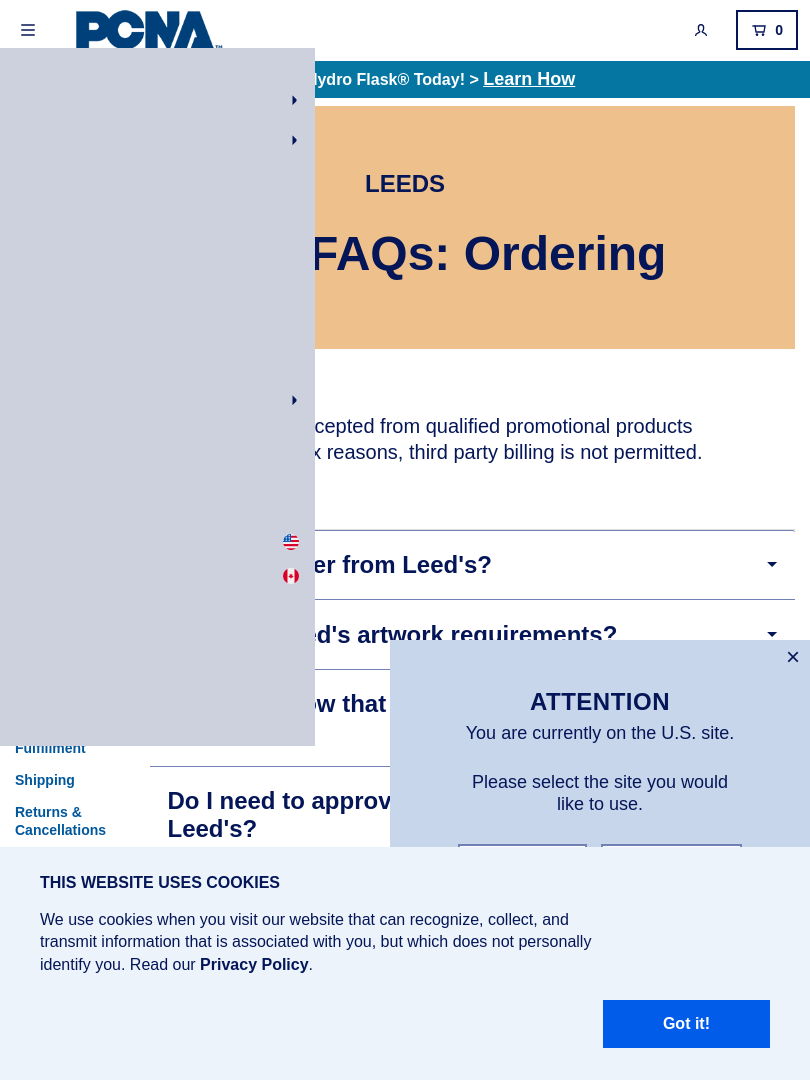 PCNA™
0
Hydro Flask® Today! > Learn How
LEEDS
FAQs: Ordering
cepted from qualified promotional products
x reasons, third party billing is not permitted.
er from Leed's?
ed's artwork requirements?
ow that
Do I need to approv
Leed's?
Fulfillment
Shipping
Returns &
Cancellations
ATTENTION
You are currently on the U.S. site.
Please select the site you would
like to use.
THIS WEBSITE USES COOKIES
We use cookies when you visit our website that can recognize, collect, and
transmit information that is associated with you, but which does not personally
identify you. Read our Privacy Policy.
Got it!